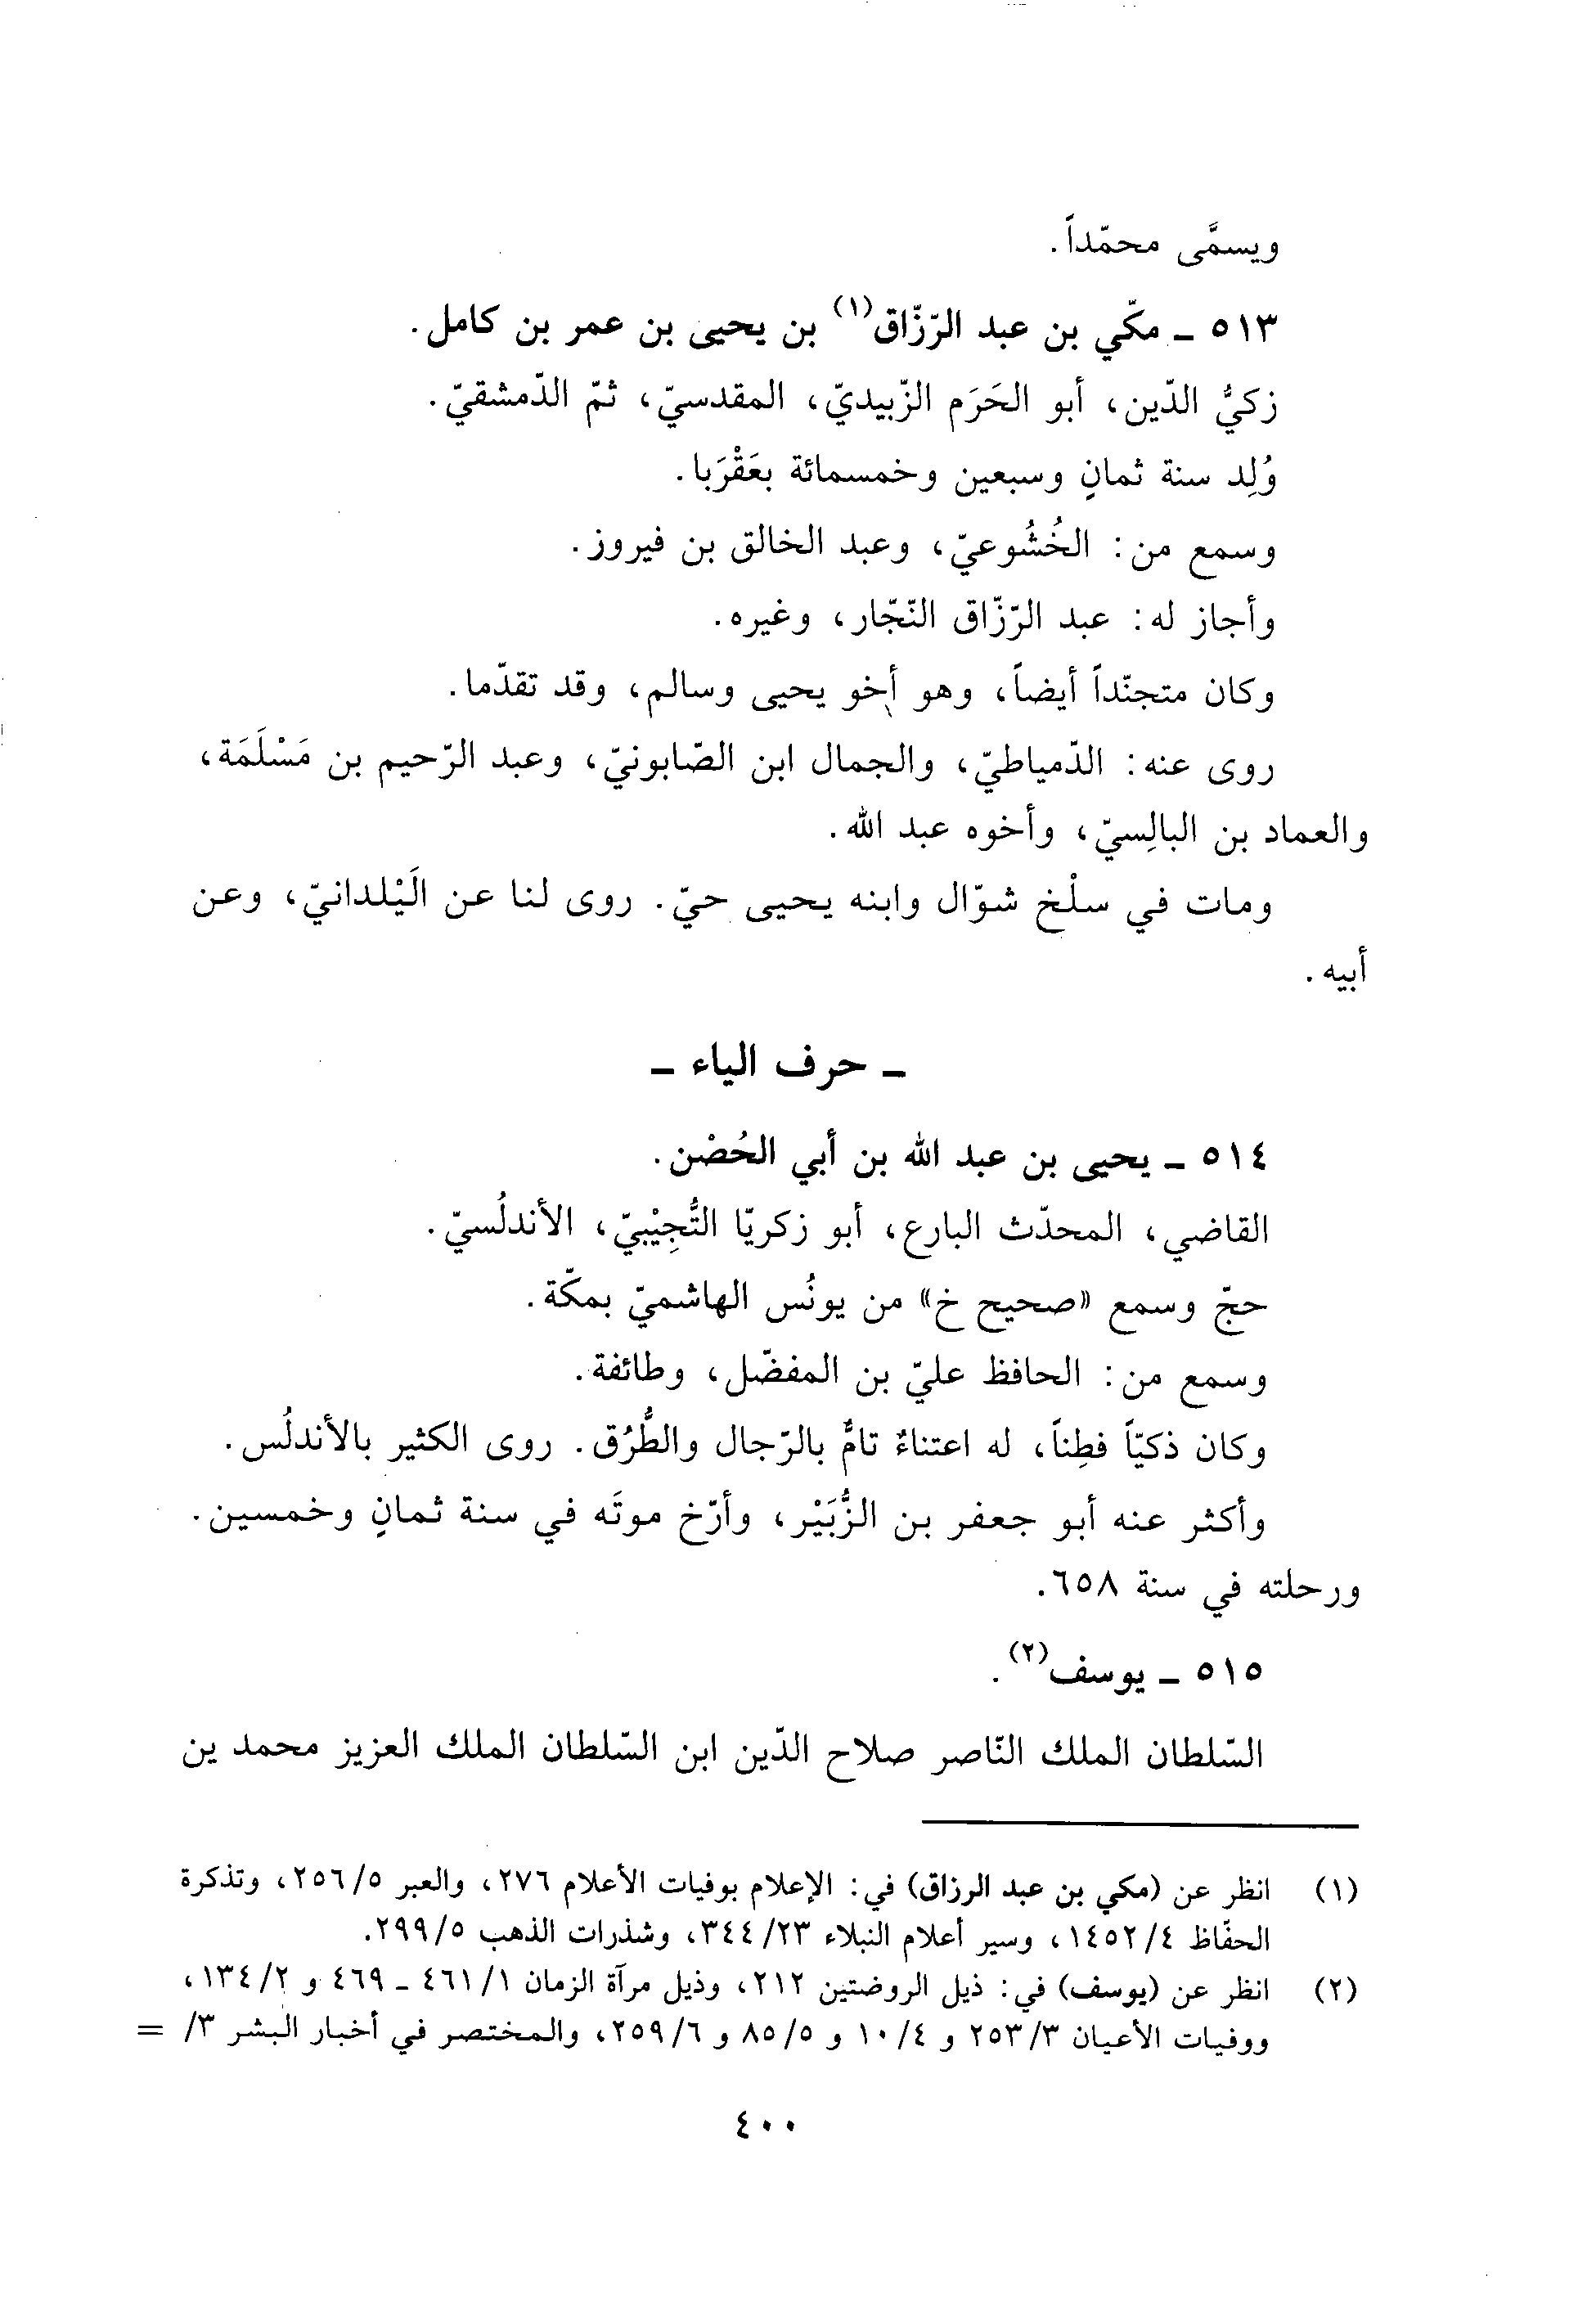 ويسمَّى محمّداً.
٥١٣ ـ مكّي بن عبد الرّزّاق(١) بن يحيى بن عمر بن كامل.
زكيُّ الدّين، أبو الحَرَم الزّبيديّ، المقدسيّ، ثمّ الدّمشقيّ.
وُلِد سنة ثمانٍ وسبعين وخمسمائة بعَقْرَبا.
وسمع من: الخُشُوعيّ، وعبد الخالق بن فيروز.
وأجاز له: عبد الرّزّاق النّجّار، وغيره.
وكان متجنّداً أيضاً، وهو أخو يحيى وسالم، وقد تقدّما.
روى عنه: الدّمياطيّ، والجمال ابن الصّابونيّ، وعبد الرّحيم بن مَسْلَمَة،
والعماد بن البالِسيّ، وأخوه عبد الله.
ومات في سلْخ شوّال وابنه يحيى حيّ. روى لنا عن الَيْلدانيّ، وعن
أبيه.
ـ حرف الياء ـ
٥١٤ ـ يحيى بن عبد الله بن أبي الحُصْن.
القاضي، المحدّث البارع، أبو زكريّا التُّجِيْبيّ، الأندلُسيّ.
حجّ وسمع «صحيح خ» من يونُس الهاشميّ بمكّة.
وسمع من: الحافظ عليّ بن المفضّل، وطائفة.
وكان ذكيّاً فطِناً، له اعتناءٌ تامٌّ بالرّجال والطُّرُق. روى الكثير بالأندلُس.
وأكثر عنه أبو جعفر بن الزُّبَيْر، وأرّخ موتَه في سنة ثمانٍ وخمسين.
ورحلته في سنة ٦٥٨.
٥١٥ ـ يوسف(٢).
السّلطان الملك النّاصر صلاح الدّين ابن السّلطان الملك العزيز محمد ين
(١) انظر عن (مكي بن عبد الرزاق) في: الإعلام بوفيات الأعلام ٢٧٦، والعبر ٥/ ٢٥٦، وتذكرة
الحفّاظ ٤/ ١٤٥٢، وسير أعلام النبلاء ٢٣/ ٣٤٤، وشذرات الذهب ٥/ ٢٩٩.
(٢) انظر عن (يوسف) في: ذيل الروضتين ٢١٢، وذيل مرآة الزمان ١/ ٤٦١ ـ ٤٦٩ و ٢/ ١٣٤،
ووفيات الأعيان ٣/ ٢٥٣ و ٤/ ١٠ و ٥/ ٨٥ و ٦/ ٢٥٩، والمختصر في أخبار البشر ٣/ =
٤٠٠